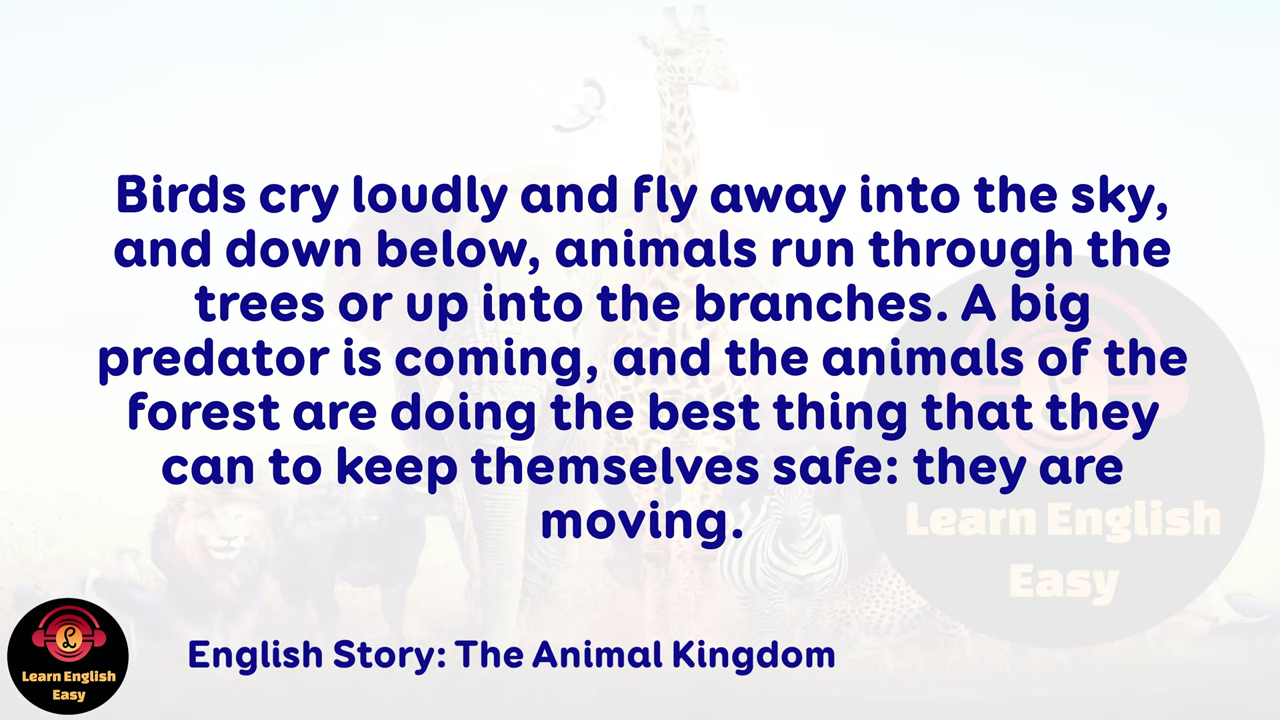 Birds cry loudly and fly away into the sky,
and down below, animals run through the
trees or up into the branches. A big
predator is coming, and the animals of the
forest are doing the best thing that they
can to keep themselves safe: they are
moving.
Learn English
Easy
English Story: The Animal Kingdom
Learn English
Easy